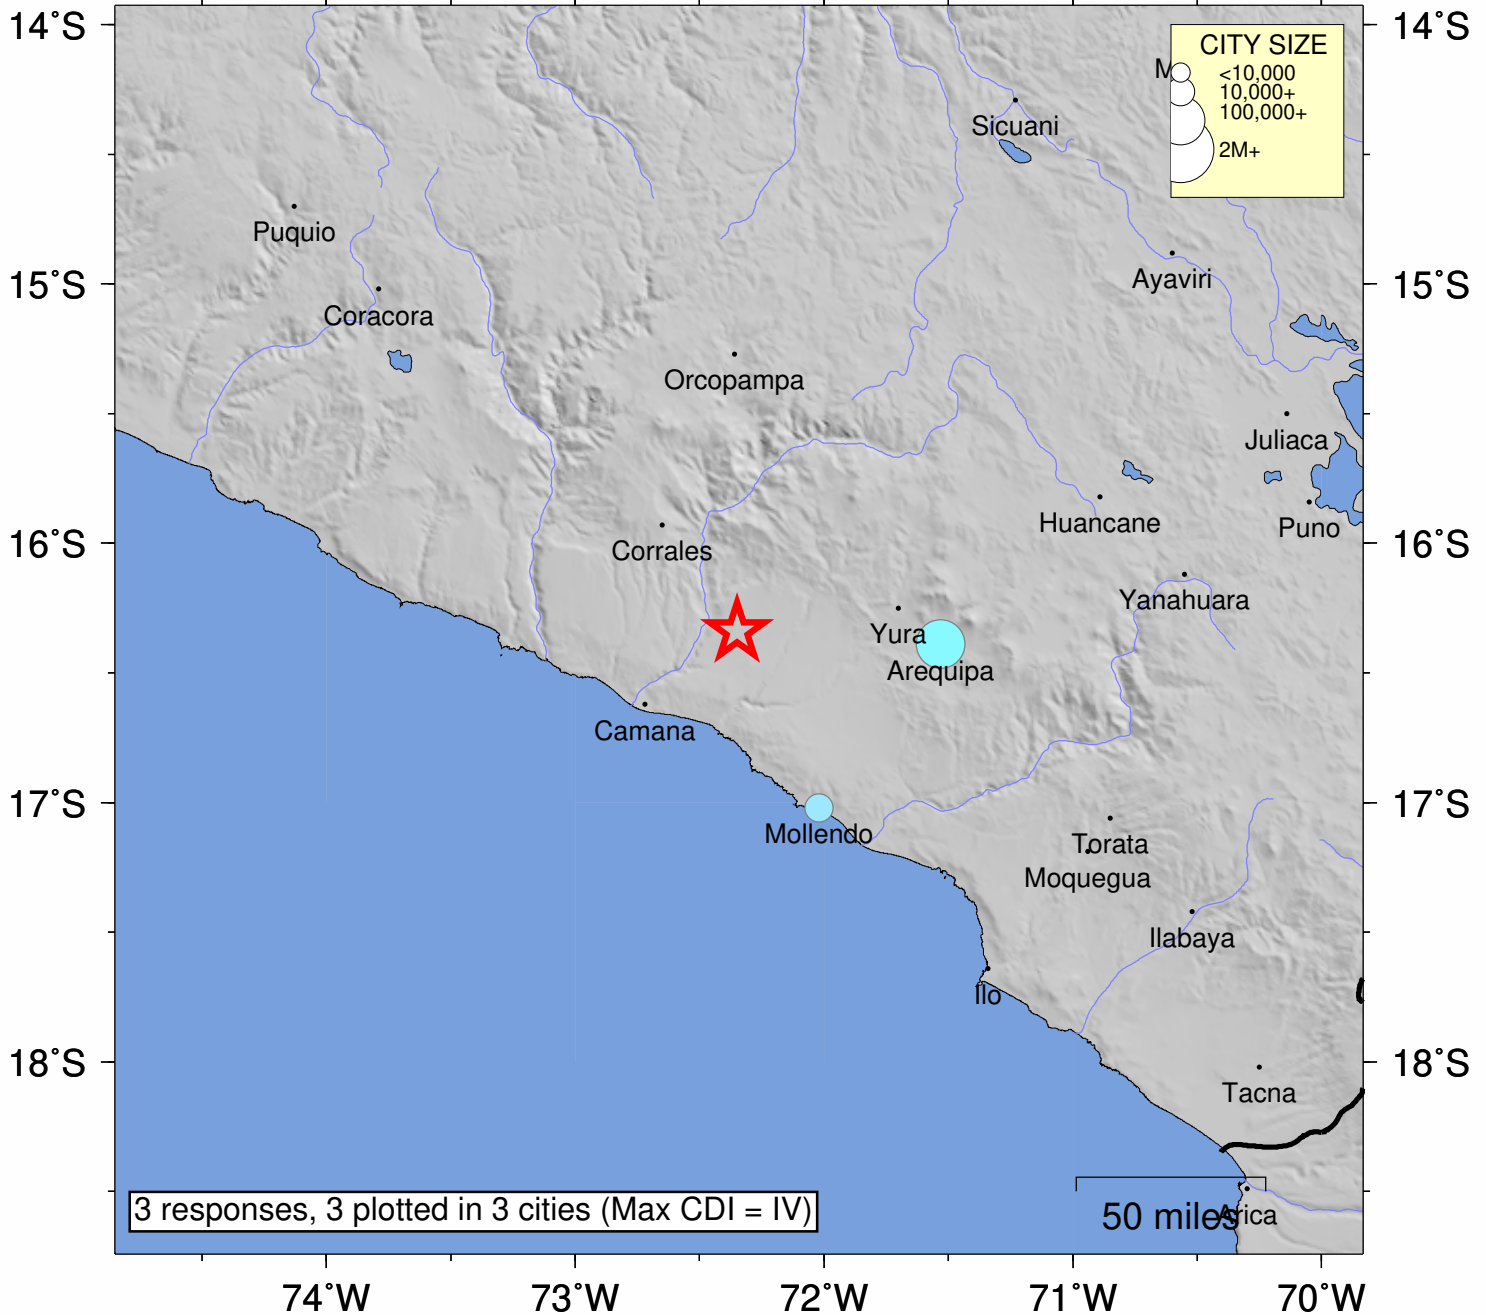 14°S
14°S
CITY SIZE
M
<10,000
10,000+
100,000+
2M+
Sicuani
Puquio
Ayaviri
15°S
15°S
Coracora
Orcopampa
Juliaca
Huancane
Puno
16°S
16°S
Corrales
Yanahuara
Yura
Arequipa
Camana
17°S
17°S
Mollendo
Torata
Moquegua
Ilabaya
Ilo
18°S
18°S
Tacna
3 responses, 3 plotted in 3 cities (Max CDI = IV)
50 miles
Arica
74°W
73°W
72°W
71°W
70°W